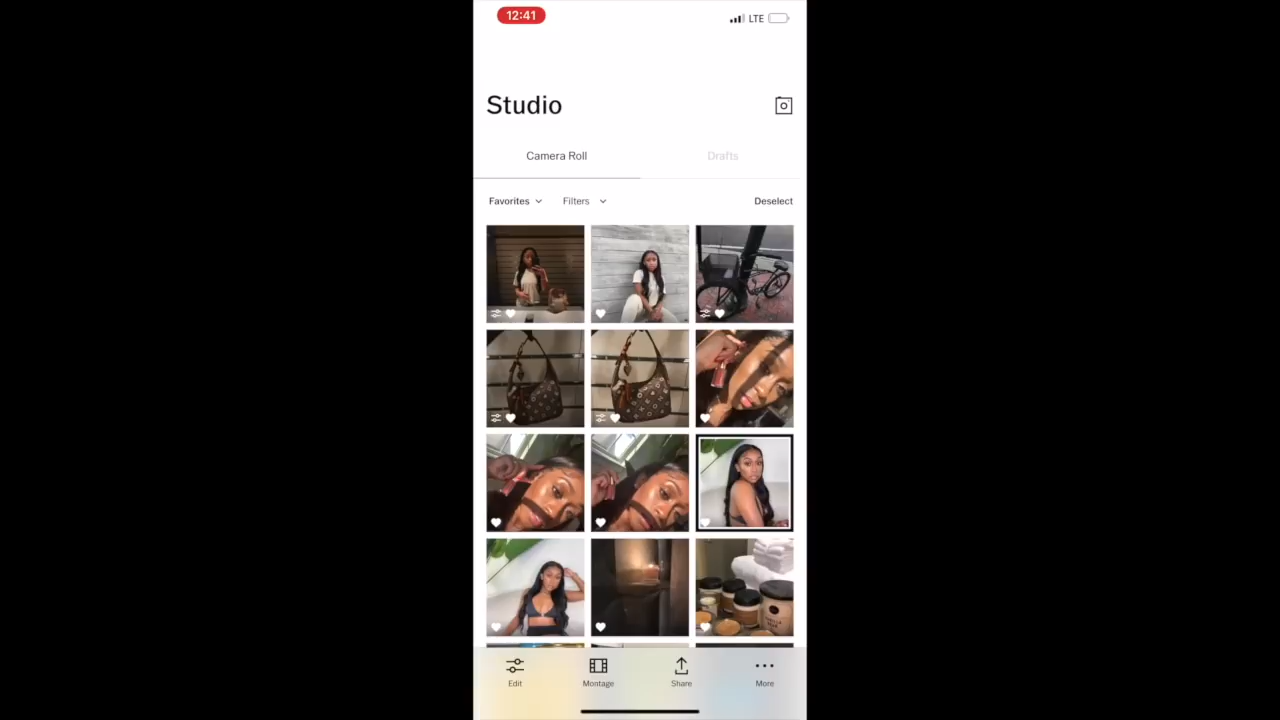 12:41
LTE
Studio
Camera Roll
Drafts
Favorites
Filters
Deselect
Edit
Montage
Share
More